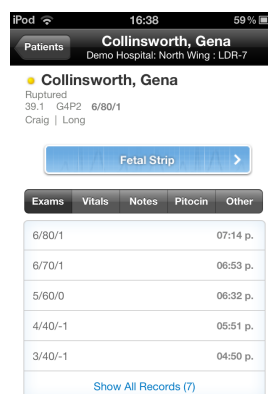 iPod 16:38 59 %
Patients
Collinsworth, Gena
Demo Hospital: North Wing : LDR-7
Collinsworth, Gena
Ruptured
39.1 G4P2 6/80/1
Craig | Long
Fetal Strip
Exams Vitals Notes Pitocin Other
6/80/1 07:14 p.
6/70/1 06:53 p.
5/60/0 06:32 p.
4/40/-1 05:51 p.
3/40/-1 04:50 p.
Show All Records (7)